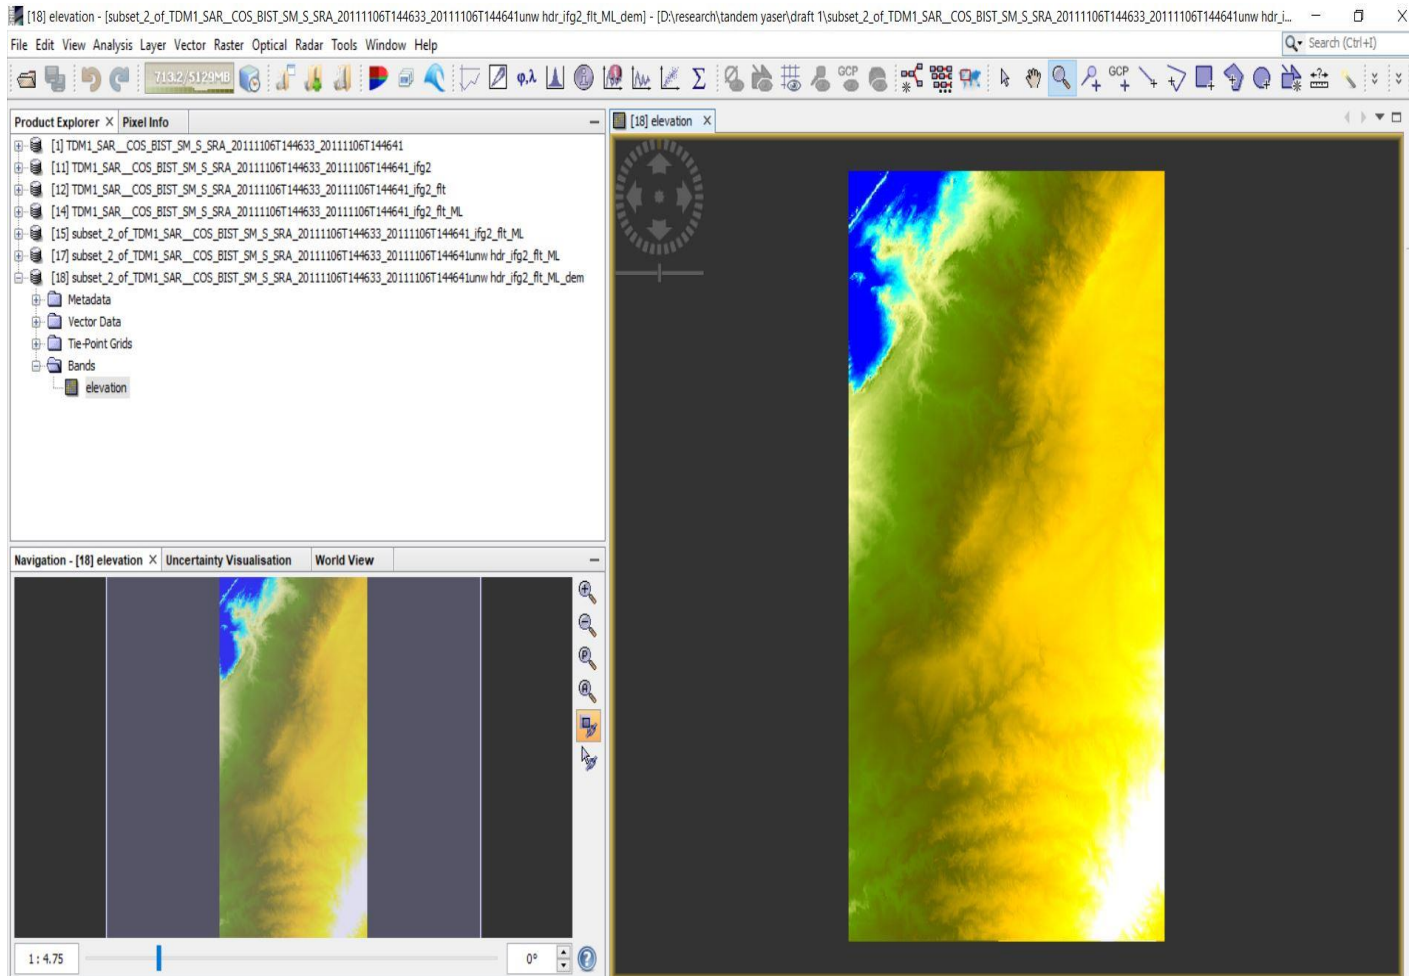 [18] elevation - [subset_2_of_TDM1_SAR__COS_BIST_SM_S_SRA_20111106T144633_20111106T144641unw hdr_ifg2_flt_ML_dem] - [D:\research\tandem yaser\draft 1\subset_2_of_TDM1_SAR__COS_BIST_SM_S_SRA_20111106T144633_20111106T144641unw hdr_i...
File Edit View Analysis Layer Vector Raster Optical Radar Tools Window Help
Search (Ctrl+I)
713.2/5129MB φ,λ Σ GCP GCP
Product Explorer X Pixel Info
[18] elevation X
[1] TDM1_SAR__COS_BIST_SM_S_SRA_20111106T144633_20111106T144641
[11] TDM1_SAR__COS_BIST_SM_S_SRA_20111106T144633_20111106T144641_ifg2
[12] TDM1_SAR__COS_BIST_SM_S_SRA_20111106T144633_20111106T144641_ifg2_flt
[14] TDM1_SAR__COS_BIST_SM_S_SRA_20111106T144633_20111106T144641_ifg2_flt_ML
[15] subset_2_of_TDM1_SAR__COS_BIST_SM_S_SRA_20111106T144633_20111106T144641_ifg2_flt_ML
[17] subset_2_of_TDM1_SAR__COS_BIST_SM_S_SRA_20111106T144633_20111106T144641unw hdr_ifg2_flt_ML
[18] subset_2_of_TDM1_SAR__COS_BIST_SM_S_SRA_20111106T144633_20111106T144641unw hdr_ifg2_flt_ML_dem
Metadata
Vector Data
Tie-Point Grids
Bands
elevation
Navigation - [18] elevation X Uncertainty Visualisation World View
1 : 4.75
0°